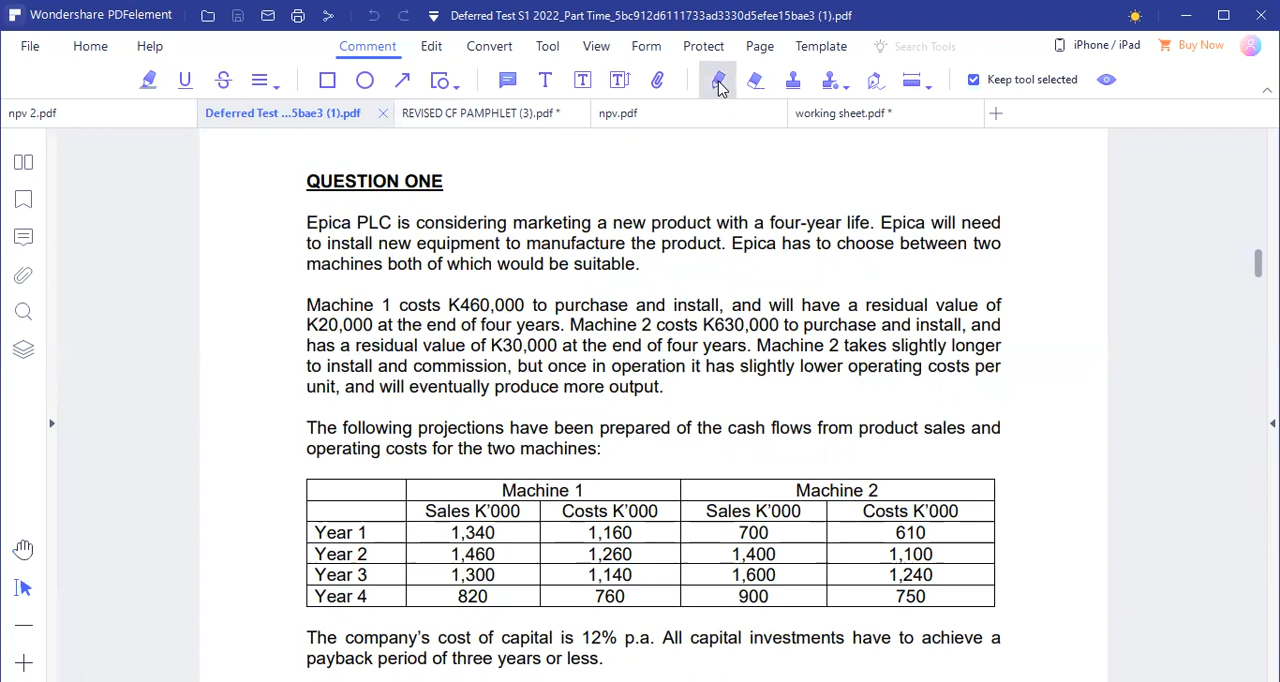 Wondershare PDFelement
Deferred Test S1 2022_Part Time_5bc912d6111733ad3330d5efee15bae3 (1).pdf
File Home Help Comment Edit Convert Tool View Form Protect Page Template Search Tools iPhone / iPad Buy Now
Keep tool selected
npv 2.pdf Deferred Test ...5bae3 (1).pdf REVISED CF PAMPHLET (3).pdf * npv.pdf working sheet.pdf *
QUESTION ONE
Epica PLC is considering marketing a new product with a four-year life. Epica will need
to install new equipment to manufacture the product. Epica has to choose between two
machines both of which would be suitable.
Machine 1 costs K460,000 to purchase and install, and will have a residual value of
K20,000 at the end of four years. Machine 2 costs K630,000 to purchase and install, and
has a residual value of K30,000 at the end of four years. Machine 2 takes slightly longer
to install and commission, but once in operation it has slightly lower operating costs per
unit, and will eventually produce more output.
The following projections have been prepared of the cash flows from product sales and
operating costs for the two machines:
Machine 1 Machine 2
Sales K’000 Costs K’000 Sales K’000 Costs K’000
Year 1 1,340 1,160 700 610
Year 2 1,460 1,260 1,400 1,100
Year 3 1,300 1,140 1,600 1,240
Year 4 820 760 900 750
The company’s cost of capital is 12% p.a. All capital investments have to achieve a
payback period of three years or less.